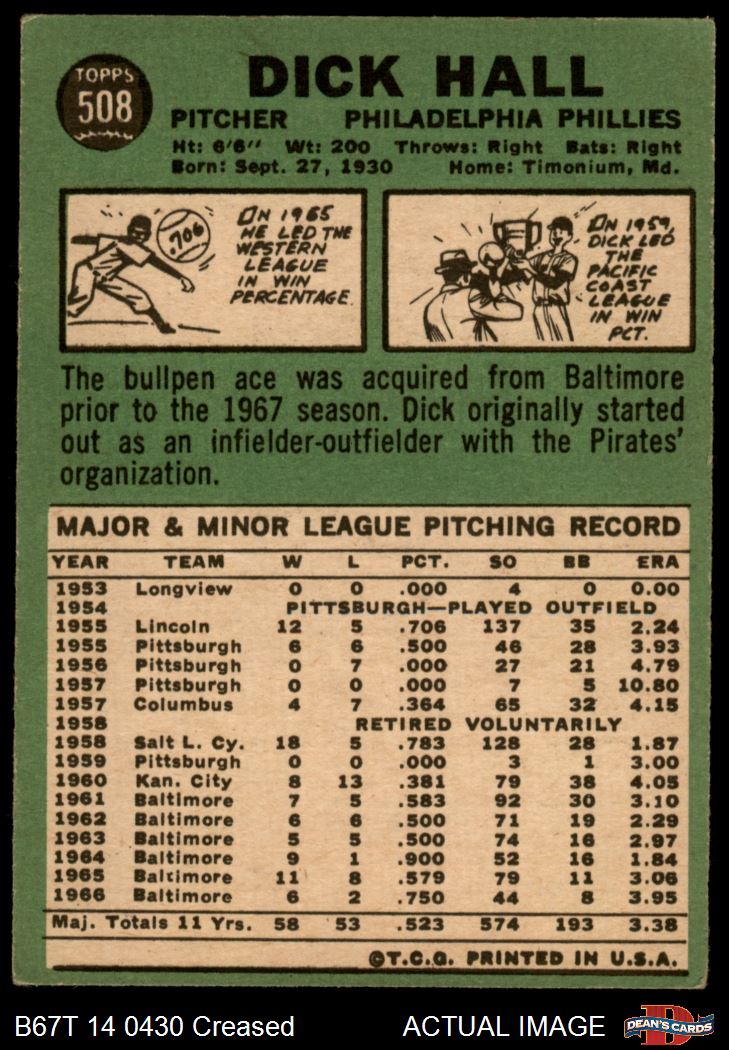 TOPPS
508
DICK HALL
PITCHER PHILADELPHIA PHILLIES
Ht: 6'6" Wt: 200 Throws: Right Bats: Right
Born: Sept. 27, 1930 Home: Timonium, Md.
.706
ON 1965
HE LED THE
WESTERN
LEAGUE
IN WIN
PERCENTAGE.
ON 1959,
DICK LED
THE
PACIFIC
COAST
LEAGUE
IN WIN
PCT.
The bullpen ace was acquired from Baltimore
prior to the 1967 season. Dick originally started
out as an infielder-outfielder with the Pirates'
organization.
MAJOR & MINOR LEAGUE PITCHING RECORD
YEAR TEAM W L PCT. SO BB ERA
1953 Longview 0 0 .000 4 0 0.00
1954 PITTSBURGH—PLAYED OUTFIELD
1955 Lincoln 12 5 .706 137 35 2.24
1955 Pittsburgh 6 6 .500 46 28 3.93
1956 Pittsburgh 0 7 .000 27 21 4.79
1957 Pittsburgh 0 0 .000 7 5 10.80
1957 Columbus 4 7 .364 65 32 4.15
1958 RETIRED VOLUNTARILY
1958 Salt L. Cy. 18 5 .783 128 28 1.87
1959 Pittsburgh 0 0 .000 3 1 3.00
1960 Kan. City 8 13 .381 79 38 4.05
1961 Baltimore 7 5 .583 92 30 3.10
1962 Baltimore 6 6 .500 71 19 2.29
1963 Baltimore 5 5 .500 74 16 2.97
1964 Baltimore 9 1 .900 52 16 1.84
1965 Baltimore 11 8 .579 79 11 3.06
1966 Baltimore 6 2 .750 44 8 3.95
Maj. Totals 11 Yrs. 58 53 .523 574 193 3.38
©T.C.G. PRINTED IN U.S.A.
B67T 14 0430 Creased ACTUAL IMAGE
D
DEAN'S CARDS